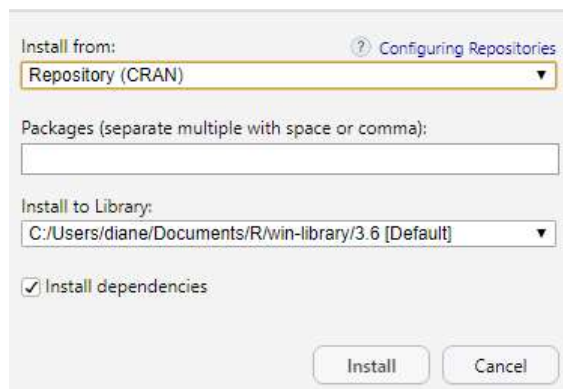 Install from:
? Configuring Repositories
Repository (CRAN)
Packages (separate multiple with space or comma):
Install to Library:
C:/Users/diane/Documents/R/win-library/3.6 [Default]
Install dependencies
Install
Cancel